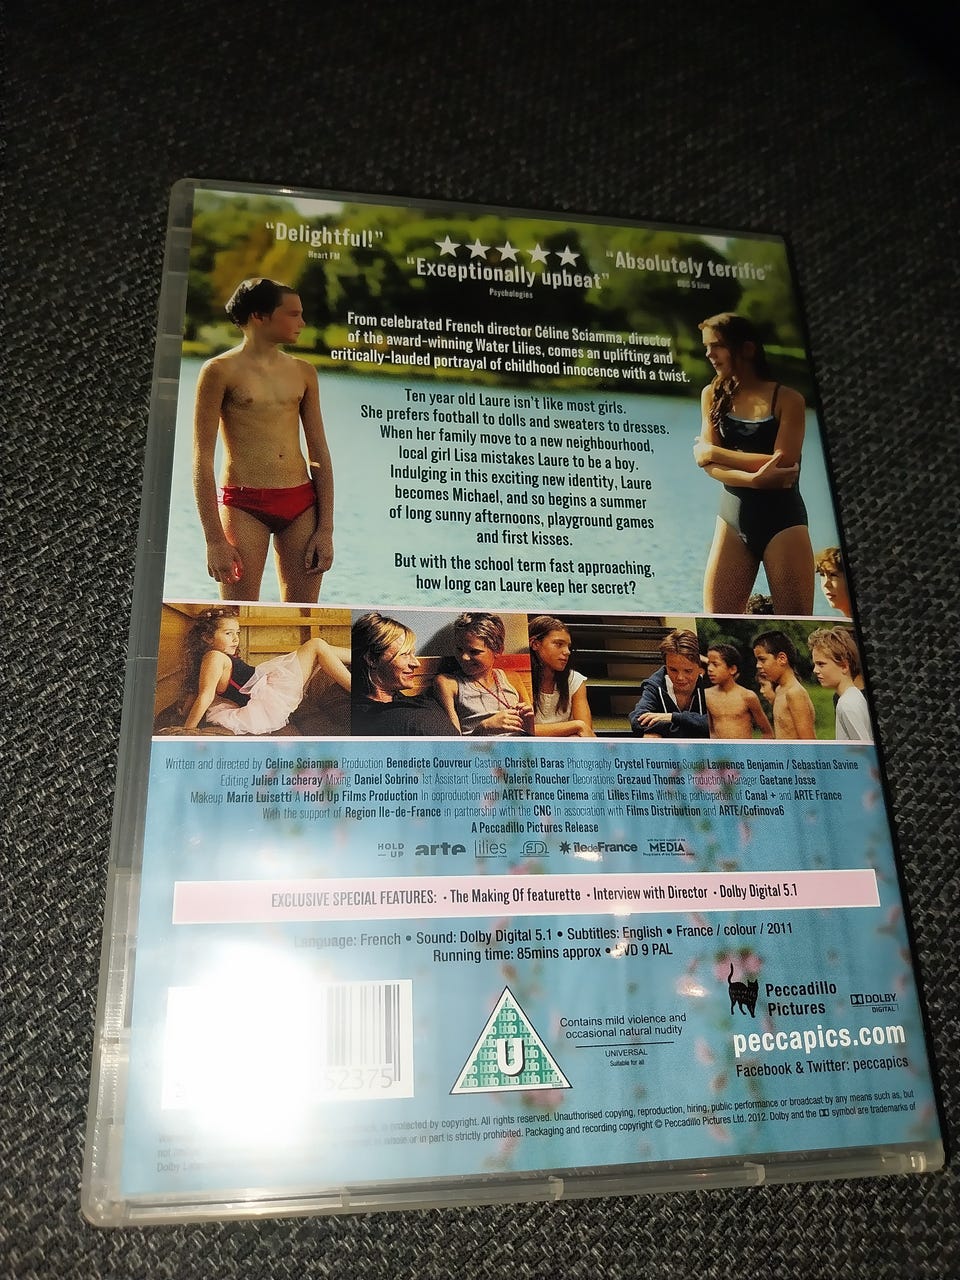 "Delightful!"
Heart FM
★★★★★
"Exceptionally upbeat"
Psychologies
"Absolutely terrific"
BBC 5 Live
From celebrated French director Céline Sciamma, director
of the award-winning Water Lilies, comes an uplifting and
critically-lauded portrayal of childhood innocence with a twist.
Ten year old Laure isn't like most girls.
She prefers football to dolls and sweaters to dresses.
When her family move to a new neighbourhood,
local girl Lisa mistakes Laure to be a boy.
Indulging in this exciting new identity, Laure
becomes Michael, and so begins a summer
of long sunny afternoons, playground games
and first kisses.
But with the school term fast approaching,
how long can Laure keep her secret?
Written and directed by Celine Sciamma Production Benedicte Couvreur Casting Christel Baras Photography Crystel Fournier Sound Lawrence Benjamin / Sebastian Savine
Editing Julien Lacheray Mixing Daniel Sobrino 1st Assistant Director Valerie Roucher Decorations Grezaud Thomas Production Manager Gaetane Josse
Makeup Marie Luisetti A Hold Up Films Production In coproduction with ARTE France Cinema and Lilies Films With the participation of Canal + and ARTE France
With the support of Region Ile-de-France in partnership with the CNC In association with Films Distribution and ARTE/Cofinova6
A Peccadillo Pictures Release
HOLD UP arte lilies îledeFrance MEDIA
EXCLUSIVE SPECIAL FEATURES: • The Making Of featurette • Interview with Director • Dolby Digital 5.1
Language: French • Sound: Dolby Digital 5.1 • Subtitles: English • France / colour / 2011
Running time: 85mins approx • DVD 9 PAL
52375
U
Contains mild violence and
occasional natural nudity
UNIVERSAL
Suitable for all
Peccadillo
Pictures
DOLBY
DIGITAL
peccapics.com
Facebook & Twitter: peccapics
is protected by copyright. All rights reserved. Unauthorised copying, reproduction, hiring, public performance or broadcast by any means such as, but
not in whole or in part is strictly prohibited. Packaging and recording copyright © Peccadillo Pictures Ltd. 2012. Dolby and the symbol are trademarks of
Dolby